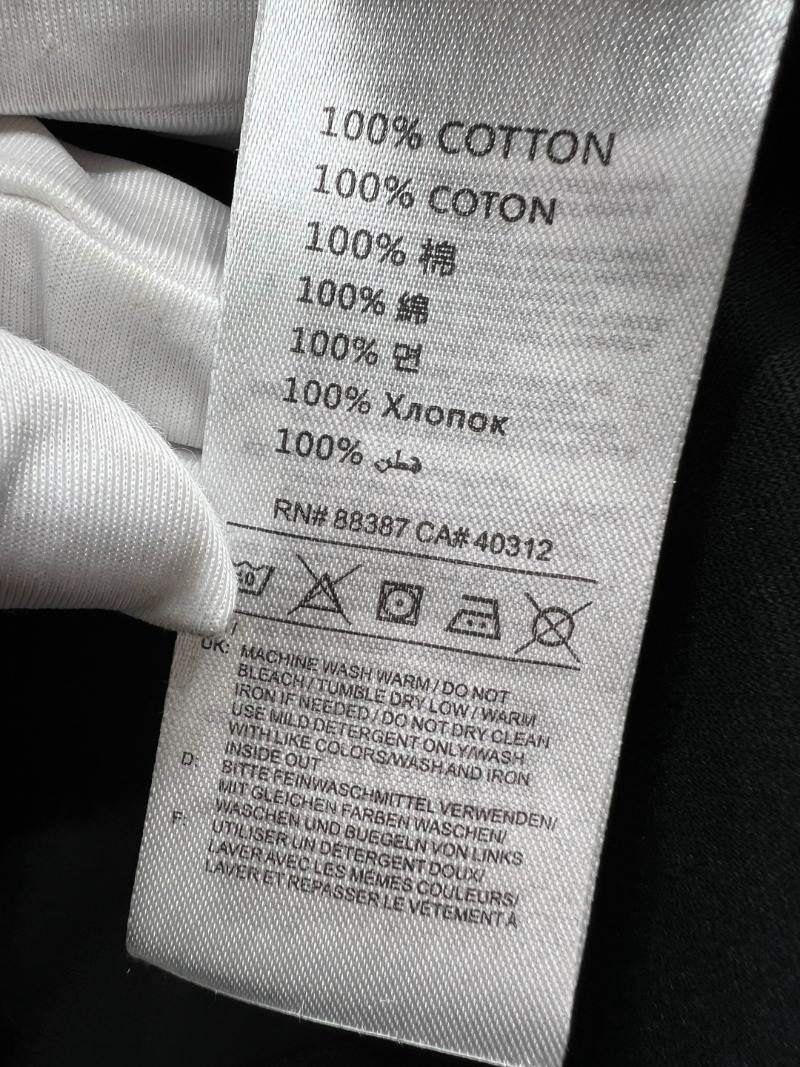 100% COTTON
100% COTON
100% 棉
100% 綿
100% 면
100% Хлопок
100% قطن
RN# 88387 CA# 40312
40
UK: MACHINE WASH WARM / DO NOT
BLEACH / TUMBLE DRY LOW / WARM
IRON IF NEEDED / DO NOT DRY CLEAN
USE MILD DETERGENT ONLY/WASH
WITH LIKE COLORS/WASH AND IRON
INSIDE OUT
D: BITTE FEINWASCHMITTEL VERWENDEN/
MIT GLEICHEN FARBEN WASCHEN/
WASCHEN UND BUEGELN VON LINKS
F: UTILISER UN DETERGENT DOUX/
LAVER AVEC LES MÊMES COULEURS/
LAVER ET REPASSER LE VÊTEMENT À